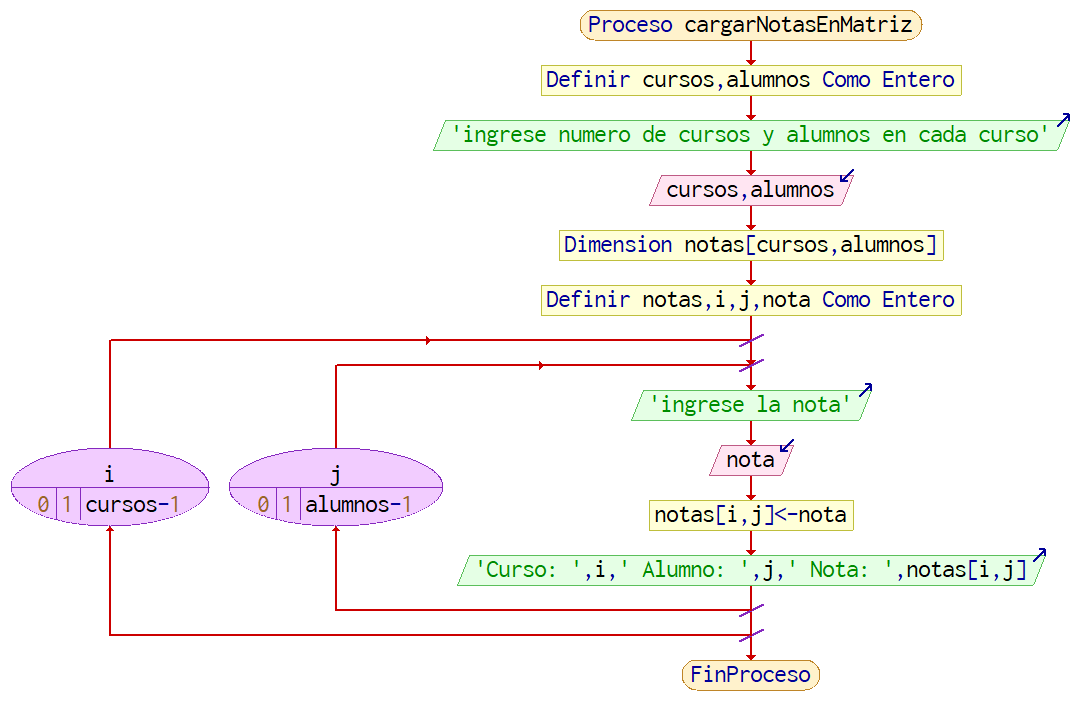 Proceso cargarNotasEnMatriz
Definir cursos,alumnos Como Entero
'ingrese numero de cursos y alumnos en cada curso'
cursos,alumnos
Dimension notas[cursos,alumnos]
Definir notas,i,j,nota Como Entero
i
0 1 cursos-1
j
0 1 alumnos-1
'ingrese la nota'
nota
notas[i,j]<-nota
'Curso: ',i,' Alumno: ',j,' Nota: ',notas[i,j]
FinProceso